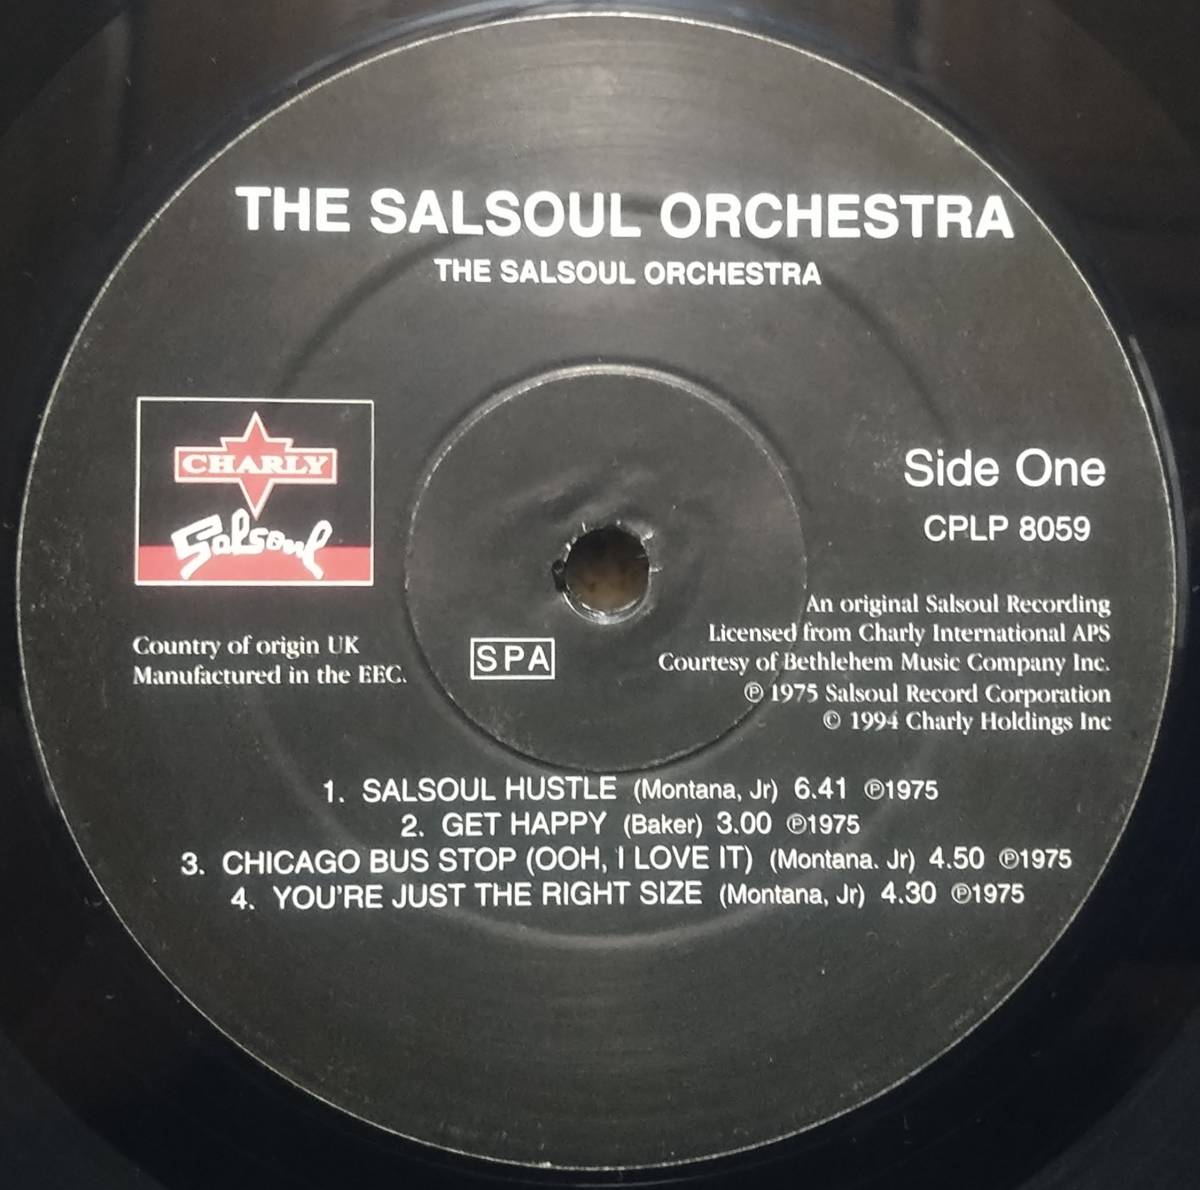 THE SALSOUL ORCHESTRA
THE SALSOUL ORCHESTRA
CHARLY
Salsoul
Side One
CPLP 8059
An original Salsoul Recording
Licensed from Charly International APS
Courtesy of Bethlehem Music Company Inc.
℗ 1975 Salsoul Record Corporation
© 1994 Charly Holdings Inc
Country of origin UK
Manufactured in the EEC.
SPA
1. SALSOUL HUSTLE (Montana, Jr) 6.41 ℗1975
2. GET HAPPY (Baker) 3.00 ℗1975
3. CHICAGO BUS STOP (OOH, I LOVE IT) (Montana. Jr) 4.50 ℗1975
4. YOU'RE JUST THE RIGHT SIZE (Montana, Jr) 4.30 ℗1975